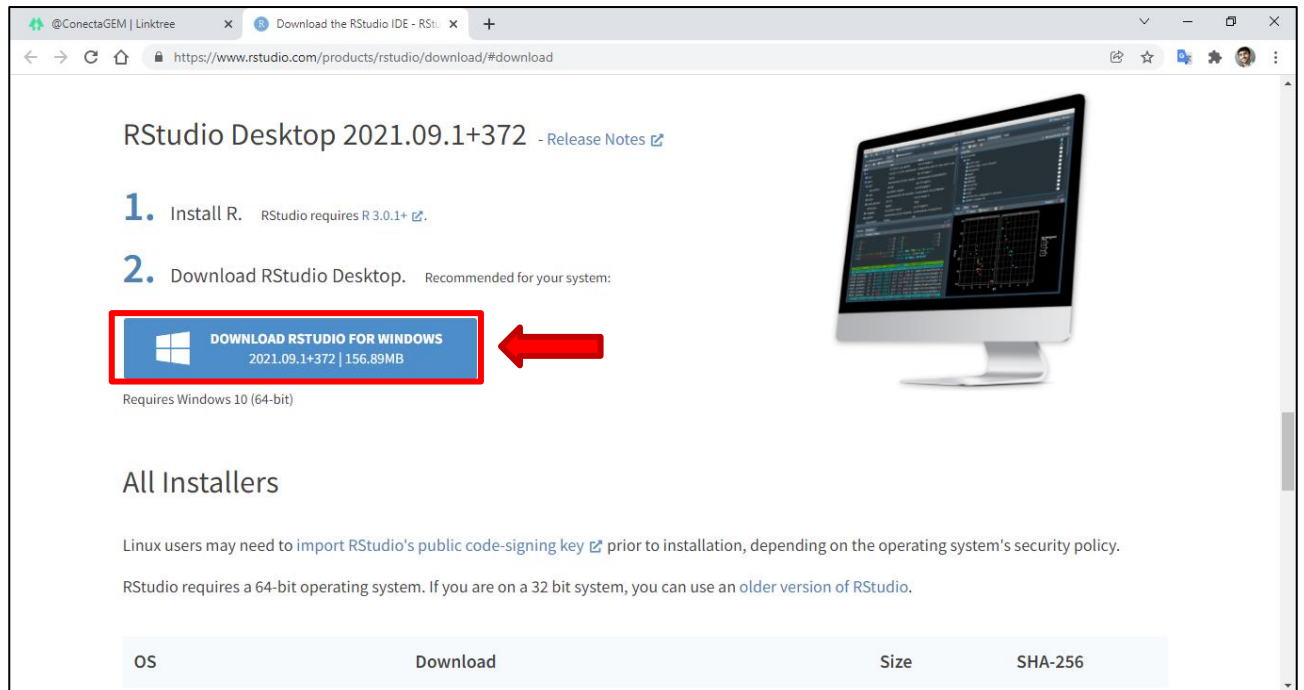 @ConectaGEM | Linktree
Download the RStudio IDE - RStu
https://www.rstudio.com/products/rstudio/download/#download
RStudio Desktop 2021.09.1+372 - Release Notes
1. Install R. RStudio requires R 3.0.1+.
2. Download RStudio Desktop. Recommended for your system:
DOWNLOAD RSTUDIO FOR WINDOWS
2021.09.1+372 | 156.89MB
Requires Windows 10 (64-bit)
All Installers
Linux users may need to import RStudio's public code-signing key prior to installation, depending on the operating system's security policy.
RStudio requires a 64-bit operating system. If you are on a 32 bit system, you can use an older version of RStudio.
OS Download Size SHA-256